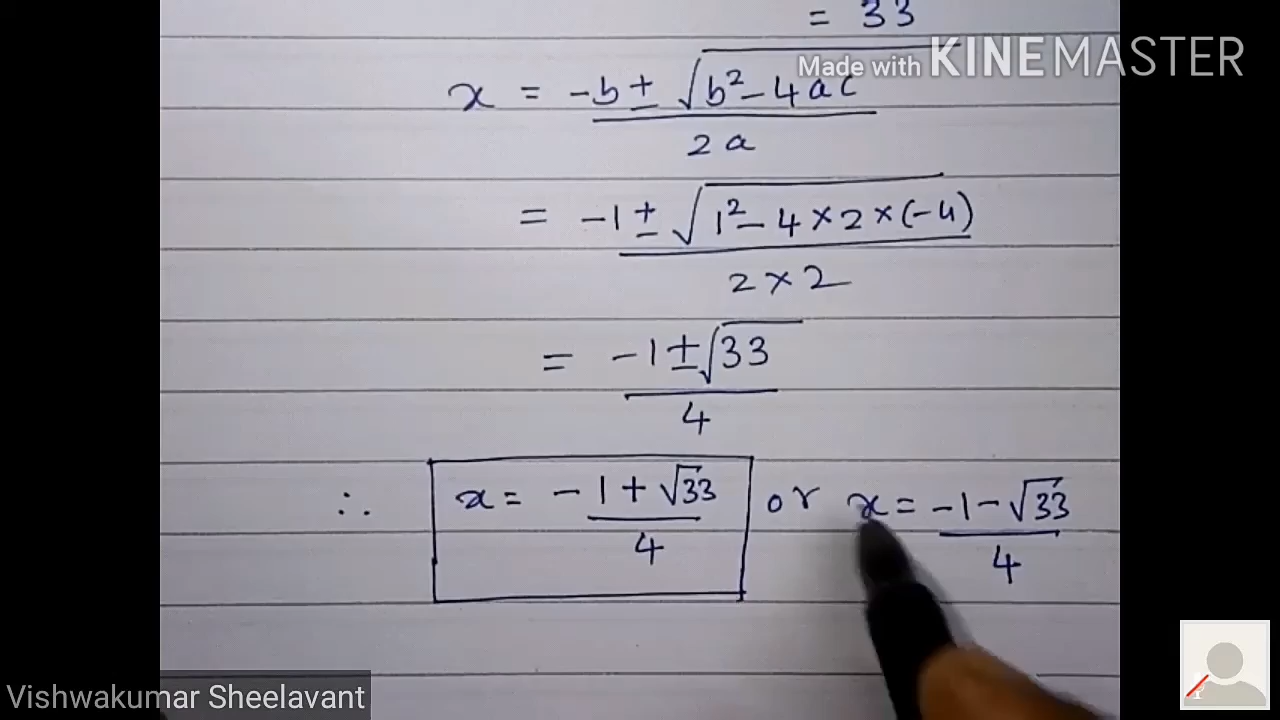 = 33
Made with KINEMASTER
x = -b ± √b² - 4ac
2a
= -1 ± √1² - 4 × 2 × (-4)
2 × 2
= -1 ± √33
4
∴ x = -1 + √33 or x = -1 - √33
4 4
Vishwakumar Sheelavant